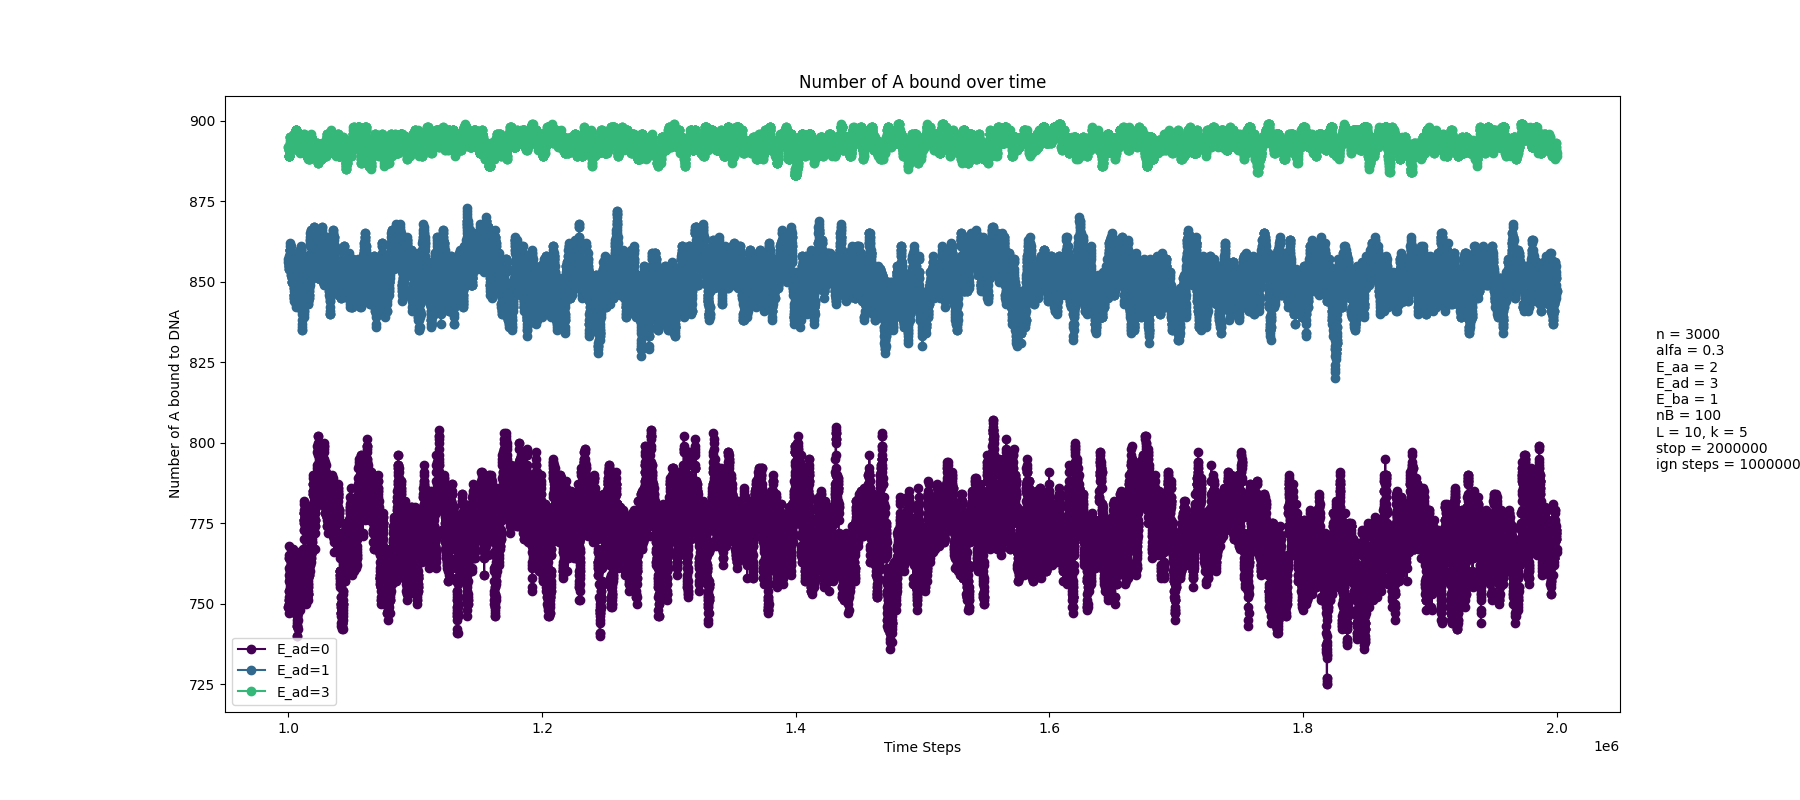 Number of A bound over time
Number of A bound to DNA
900
875
850
825
800
775
750
725
E_ad=0
E_ad=1
E_ad=3
1.0
1.2
1.4
1.6
1.8
2.0
1e6
Time Steps
n = 3000
alfa = 0.3
E_aa = 2
E_ad = 3
E_ba = 1
nB = 100
L = 10, k = 5
stop = 2000000
ign steps = 1000000